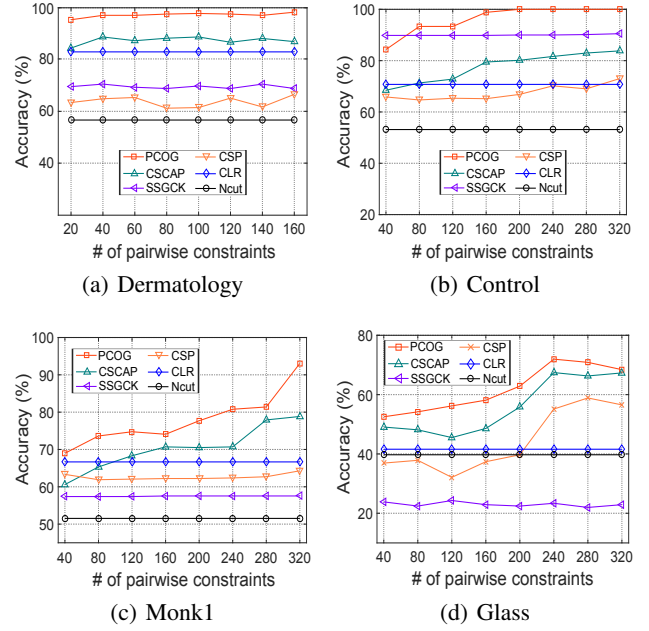 100
80
60
40
Accuracy (%)
PCOG CSP
CSCAP CLR
SSGCK Ncut
20 40 60 80 100 120 140 160
# of pairwise constraints
(a) Dermatology
100
80
60
40
20
Accuracy (%)
PCOG CSP
CSCAP CLR
SSGCK Ncut
40 80 120 160 200 240 280 320
# of pairwise constraints
(b) Control
100
90
80
70
60
50
Accuracy (%)
PCOG CSP
CSCAP CLR
SSGCK Ncut
40 80 120 160 200 240 280 320
# of pairwise constraints
(c) Monk1
80
60
40
20
Accuracy (%)
PCOG CSP
CSCAP CLR
SSGCK Ncut
40 80 120 160 200 240 280 320
# of pairwise constraints
(d) Glass